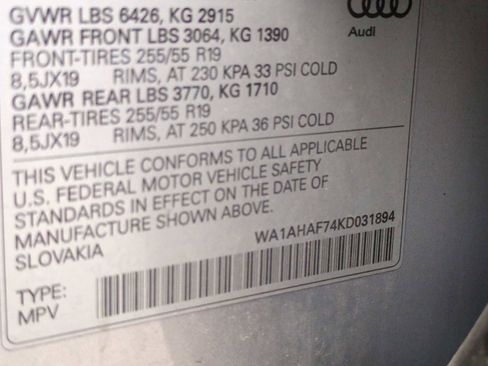 GVWR LBS 6426, KG 2915
GAWR FRONT LBS 3064, KG 1390
FRONT-TIRES 255/55 R19
8,5JX19 RIMS, AT 230 KPA 33 PSI COLD
GAWR REAR LBS 3770, KG 1710
REAR-TIRES 255/55 R19
8,5JX19 RIMS, AT 250 KPA 36 PSI COLD
Audi
THIS VEHICLE CONFORMS TO ALL APPLICABLE
U.S. FEDERAL MOTOR VEHICLE SAFETY
STANDARDS IN EFFECT ON THE DATE OF
MANUFACTURE SHOWN ABOVE.
SLOVAKIA
WA1AHAF74KD031894
TYPE:
MPV